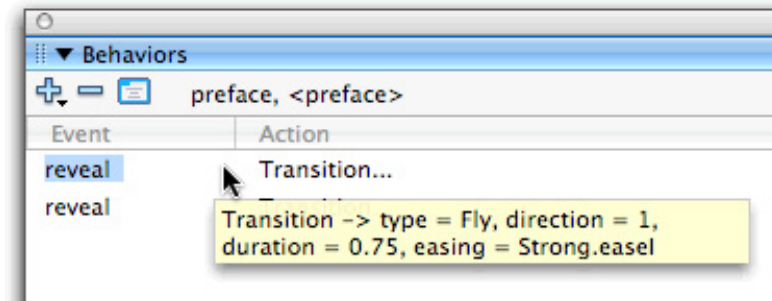 Behaviors
preface, <preface>
Event Action
reveal Transition...
reveal
Transition -> type = Fly, direction = 1,
duration = 0.75, easing = Strong.easeI